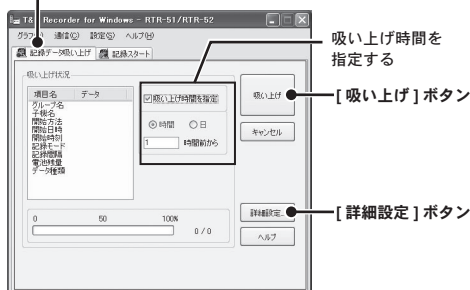 T&D Recorder for Windows - RTR-51/RTR-52
グラフ(G) 通信(C) 設定(S) ヘルプ(H)
記録データ吸い上げ 記録スタート
吸い上げ時間を
指定する
吸い上げ状況
項目名 データ
グループ名
子機名
開始方法
開始日時
開始時刻
記録モード
記録間隔
電池残量
データ種類
吸い上げ時間を指定
時間 日
1 時間前から
吸い上げ
[ 吸い上げ ] ボタン
キャンセル
詳細設定...
[ 詳細設定 ] ボタン
ヘルプ
0 50 100%
0 / 0